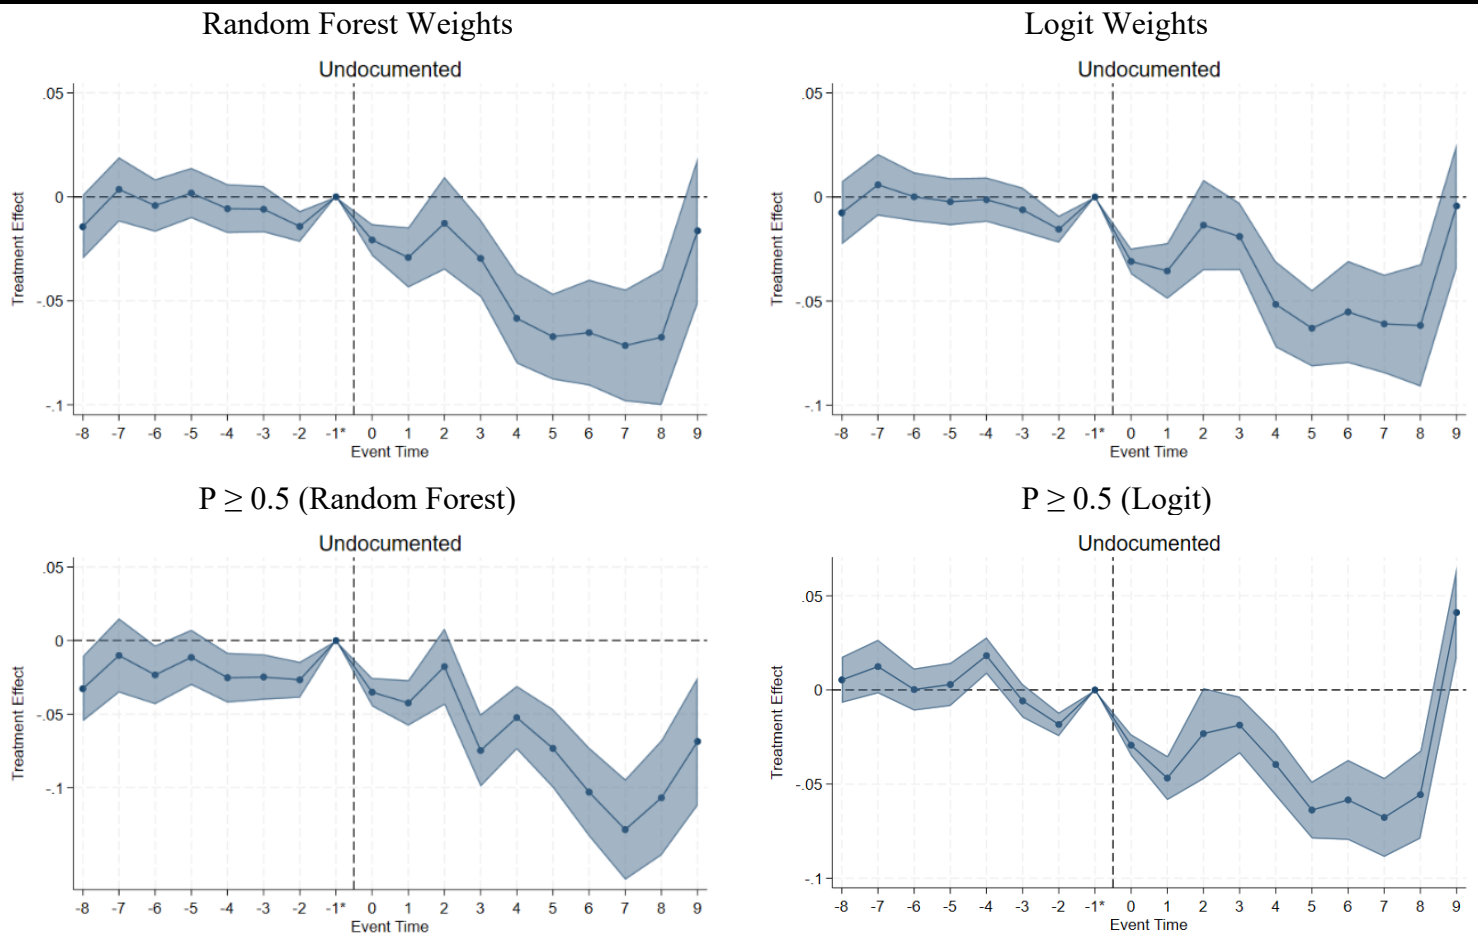 Random Forest Weights
Logit Weights
Undocumented
.05
0
-.05
-.1
Treatment Effect
-8 -7 -6 -5 -4 -3 -2 -1* 0 1 2 3 4 5 6 7 8 9
Event Time
Undocumented
.05
0
-.05
-.1
Treatment Effect
-8 -7 -6 -5 -4 -3 -2 -1* 0 1 2 3 4 5 6 7 8 9
Event Time
P ≥ 0.5 (Random Forest)
P ≥ 0.5 (Logit)
Undocumented
.05
0
-.05
-.1
Treatment Effect
-8 -7 -6 -5 -4 -3 -2 -1* 0 1 2 3 4 5 6 7 8 9
Event Time
Undocumented
.05
0
-.05
-.1
Treatment Effect
-8 -7 -6 -5 -4 -3 -2 -1* 0 1 2 3 4 5 6 7 8 9
Event Time